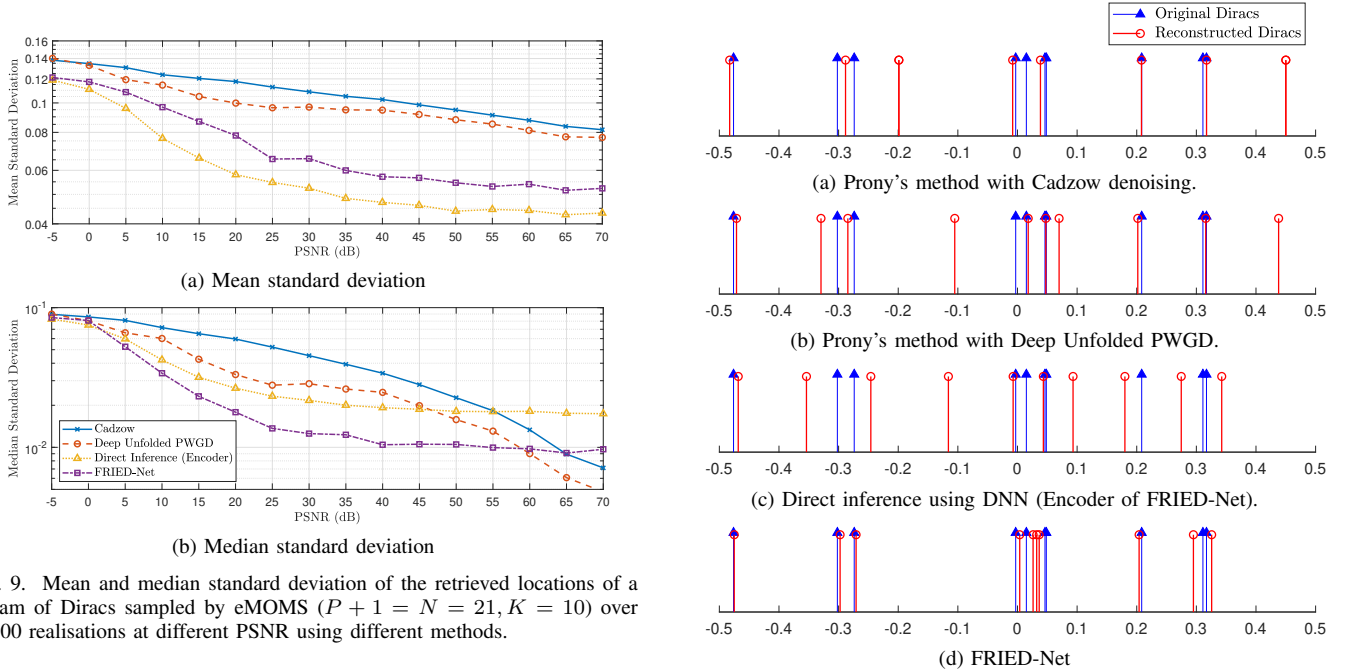 0.16
0.14
0.12
0.1
0.08
0.06
0.04
Mean Standard Deviation
-5 0 5 10 15 20 25 30 35 40 45 50 55 60 65 70
PSNR (dB)
(a) Mean standard deviation
10-1
10-2
Median Standard Deviation
Cadzow
Deep Unfolded PWGD
Direct Inference (Encoder)
FRIED-Net
-5 0 5 10 15 20 25 30 35 40 45 50 55 60 65 70
PSNR (dB)
(b) Median standard deviation
. 9. Mean and median standard deviation of the retrieved locations of a
am of Diracs sampled by eMOMS (P + 1 = N = 21, K = 10) over
00 realisations at different PSNR using different methods.
Original Diracs
Reconstructed Diracs
-0.5 -0.4 -0.3 -0.2 -0.1 0 0.1 0.2 0.3 0.4 0.5
(a) Prony's method with Cadzow denoising.
-0.5 -0.4 -0.3 -0.2 -0.1 0 0.1 0.2 0.3 0.4 0.5
(b) Prony's method with Deep Unfolded PWGD.
-0.5 -0.4 -0.3 -0.2 -0.1 0 0.1 0.2 0.3 0.4 0.5
(c) Direct inference using DNN (Encoder of FRIED-Net).
-0.5 -0.4 -0.3 -0.2 -0.1 0 0.1 0.2 0.3 0.4 0.5
(d) FRIED-Net